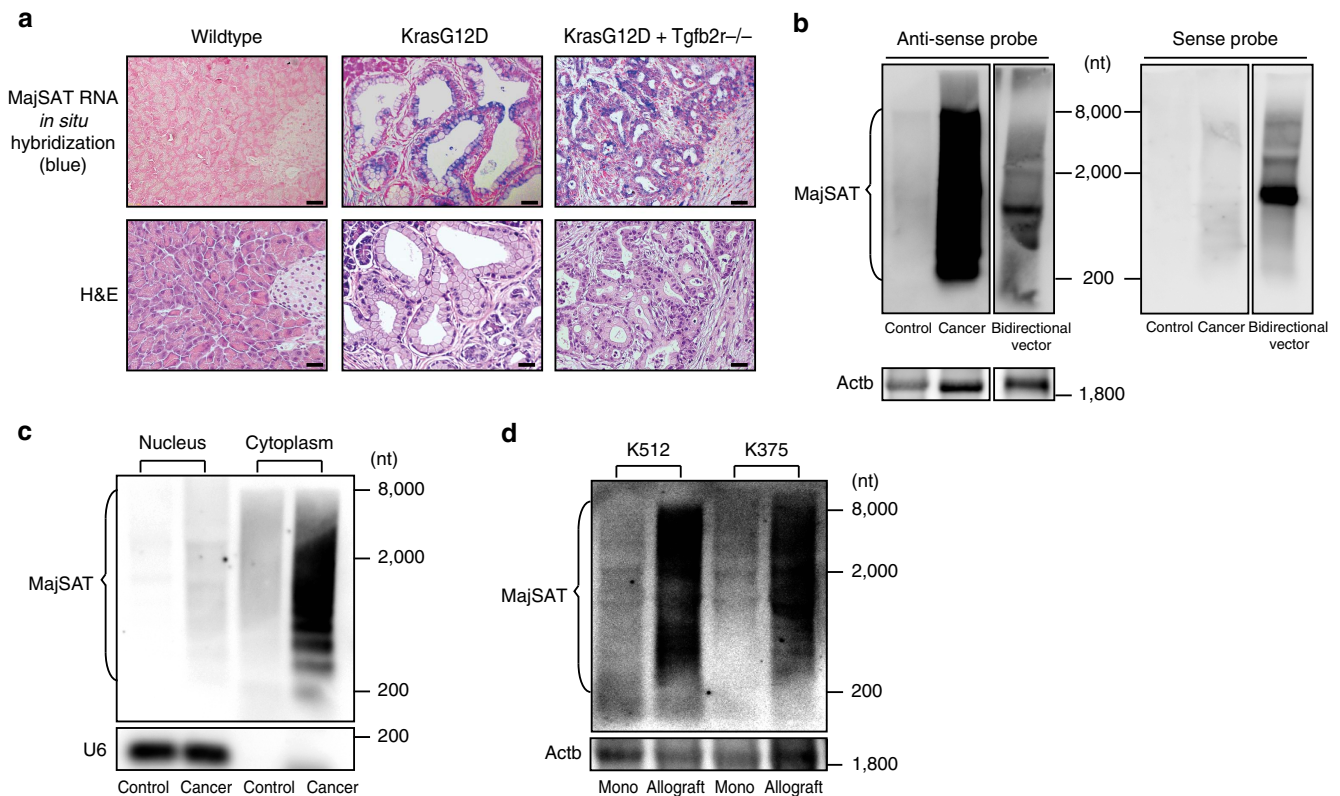 a
Wildtype
KrasG12D
KrasG12D + Tgfb2r–/–
MajSAT RNA
in situ
hybridization
(blue)
H&E
b
Anti-sense probe
(nt)
Sense probe
MajSAT
8,000
2,000
200
Control
Cancer
Bidirectional
vector
Control
Cancer
Bidirectional
vector
Actb
1,800
c
Nucleus
Cytoplasm
(nt)
8,000
2,000
MajSAT
200
U6
200
Control
Cancer
Control
Cancer
d
K512
K375
(nt)
8,000
2,000
MajSAT
200
Actb
1,800
Mono
Allograft
Mono
Allograft